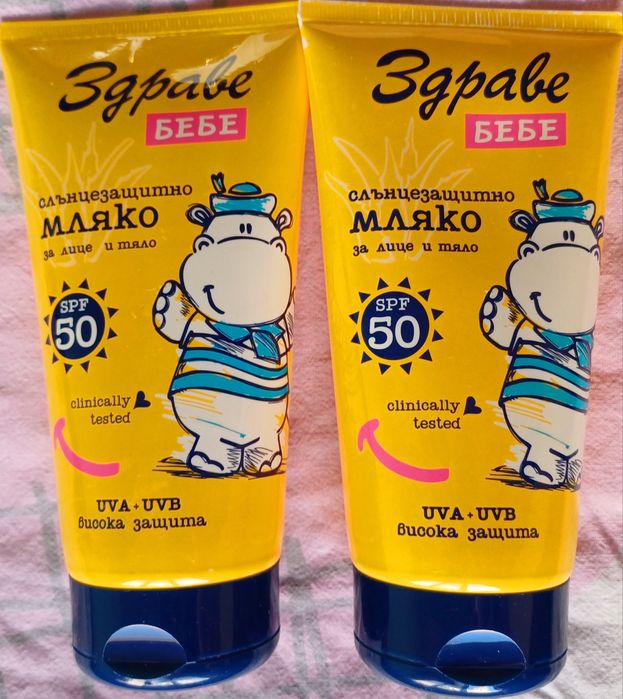 Здраве
БЕБЕ
слънцезащитно
мляко
за лице и тяло
SPF
50
clinically
tested
UVA + UVB
висока защита
Здраве
БЕБЕ
слънцезащитно
мляко
за лице и тяло
SPF
50
clinically
tested
UVA + UVB
висока защита